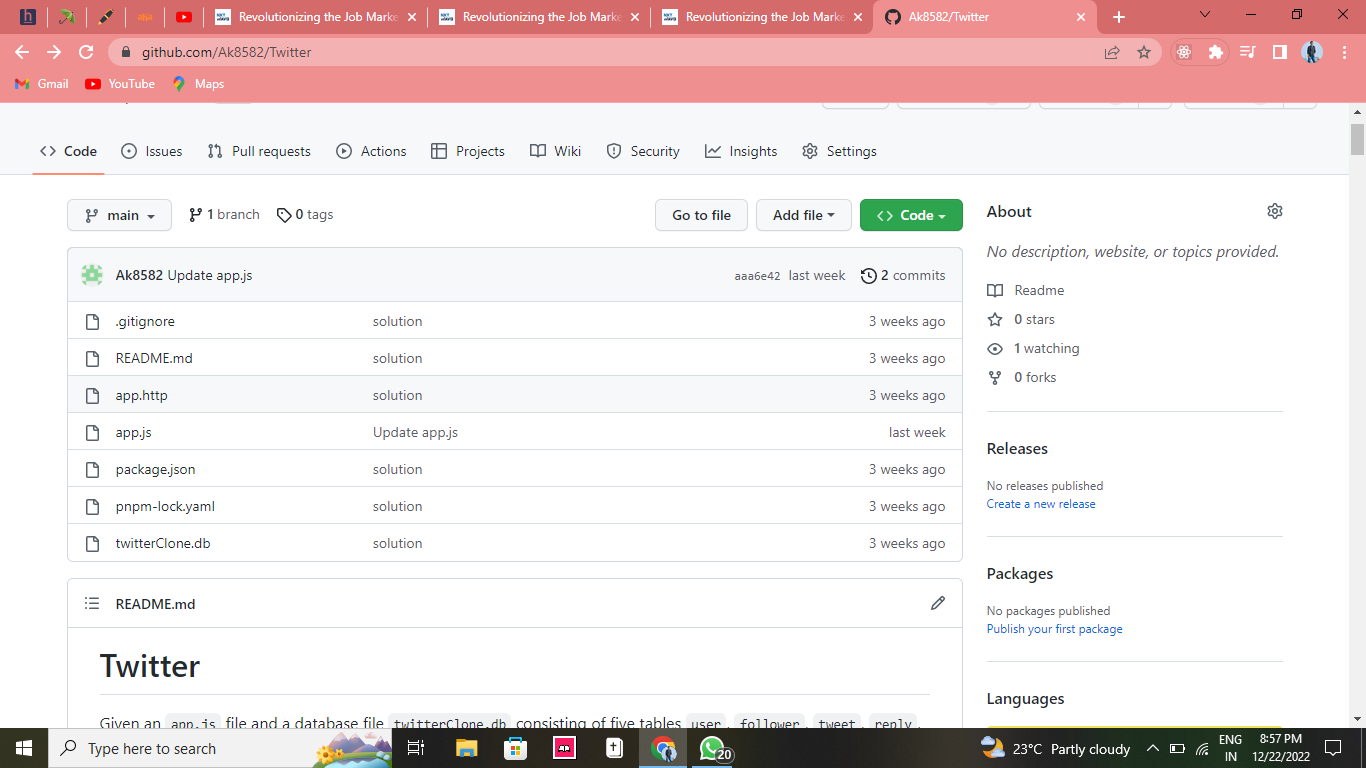 Revolutionizing the Job Marke
Revolutionizing the Job Marke
Revolutionizing the Job Marke
Ak8582/Twitter
github.com/Ak8582/Twitter
Gmail
YouTube
Maps
Code
Issues
Pull requests
Actions
Projects
Wiki
Security
Insights
Settings
main
1 branch
0 tags
Go to file
Add file
Code
Ak8582 Update app.js
aaa6e42 last week
2 commits
.gitignore solution 3 weeks ago
README.md solution 3 weeks ago
app.http solution 3 weeks ago
app.js Update app.js last week
package.json solution 3 weeks ago
pnpm-lock.yaml solution 3 weeks ago
twitterClone.db solution 3 weeks ago
README.md
Twitter
Given an app.js file and a database file twitterClone.db consisting of five tables user, follower, tweet, reply,
About
No description, website, or topics provided.
Readme
0 stars
1 watching
0 forks
Releases
No releases published
Create a new release
Packages
No packages published
Publish your first package
Languages
Type here to search
20
23°C Partly cloudy
ENG
IN
8:57 PM
12/22/2022